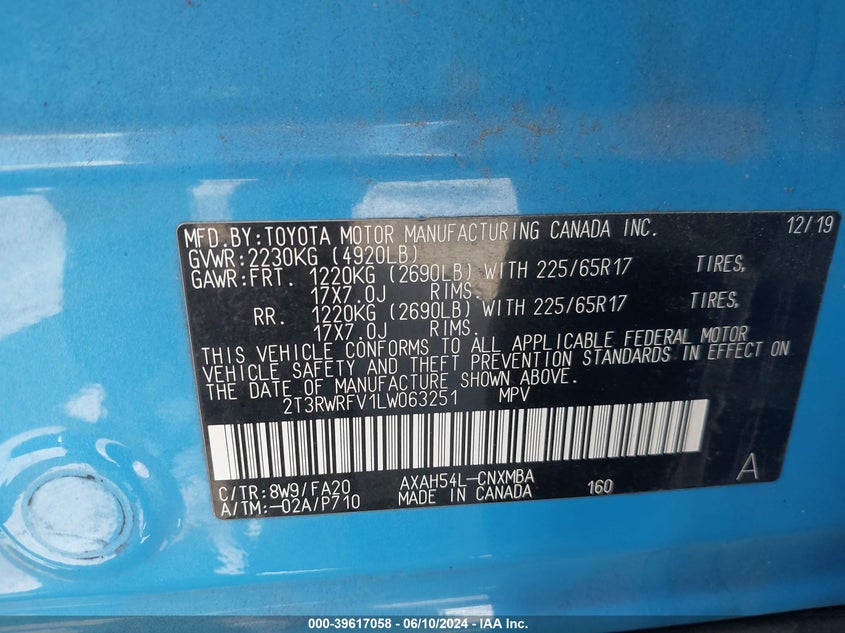 MFD.BY:TOYOTA MOTOR MANUFACTURING CANADA INC. 12/19
GVWR:2230KG (4920LB)
GAWR:FRT. 1220KG (2690LB) WITH 225/65R17 TIRES,
17X7.0J RIMS.
RR. 1220KG (2690LB) WITH 225/65R17 TIRES,
17X7.0J RIMS.
THIS VEHICLE CONFORMS TO ALL APPLICABLE FEDERAL MOTOR
VEHICLE SAFETY AND THEFT PREVENTION STANDARDS IN EFFECT ON
THE DATE OF MANUFACTURE SHOWN ABOVE.
2T3RWRFV1LW063251 MPV
C/TR:8W9/FA20 AXAH54L-CNXMBA A
A/TM:-02A/P710 MADE IN CANADA 160
000-39617058 - 06/10/2024 - IAA Inc.